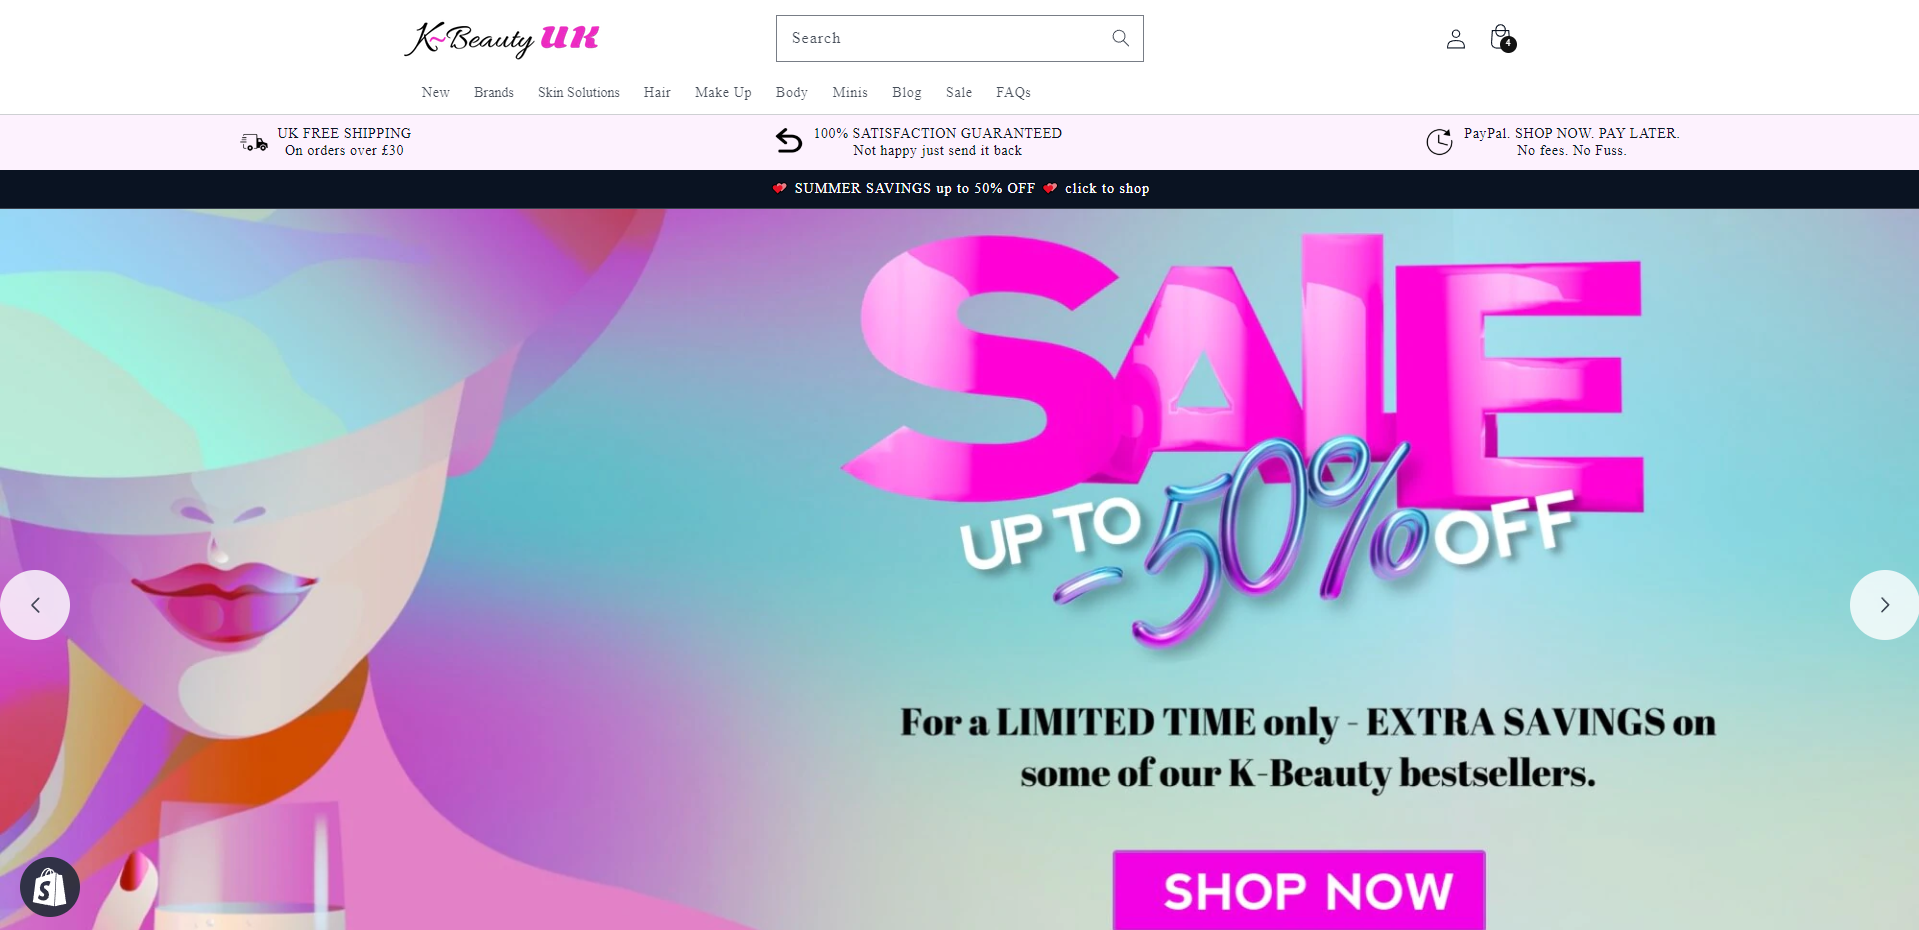 K~Beauty UK
Search
4
New Brands Skin Solutions Hair Make Up Body Minis Blog Sale FAQs
UK FREE SHIPPING
On orders over £30
100% SATISFACTION GUARANTEED
Not happy just send it back
PayPal. SHOP NOW. PAY LATER.
No fees. No Fuss.
SUMMER SAVINGS up to 50% OFF click to shop
SALE
UP TO -50% OFF
For a LIMITED TIME only - EXTRA SAVINGS on
some of our K-Beauty bestsellers.
SHOP NOW
S